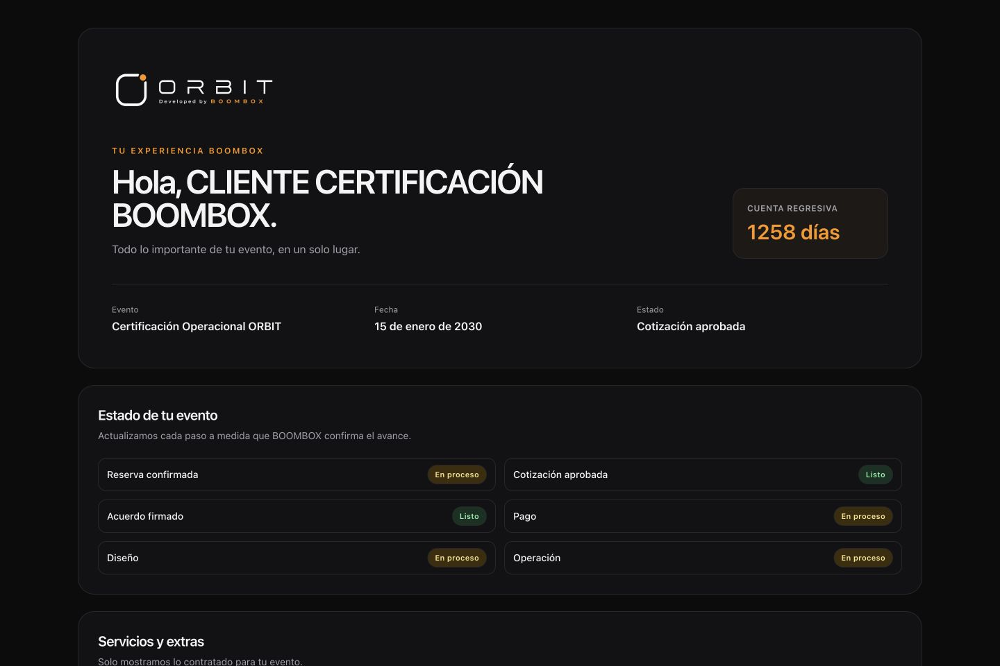 ORBIT
Developed by BOOMBOX
TU EXPERIENCIA BOOMBOX
Hola, CLIENTE CERTIFICACIÓN
BOOMBOX.
Todo lo importante de tu evento, en un solo lugar.
CUENTA REGRESIVA
1258 días
Evento
Certificación Operacional ORBIT
Fecha
15 de enero de 2030
Estado
Cotización aprobada
Estado de tu evento
Actualizamos cada paso a medida que BOOMBOX confirma el avance.
Reserva confirmada
En proceso
Cotización aprobada
Listo
Acuerdo firmado
Listo
Pago
En proceso
Diseño
En proceso
Operación
En proceso
Servicios y extras
Solo mostramos lo contratado para tu evento.